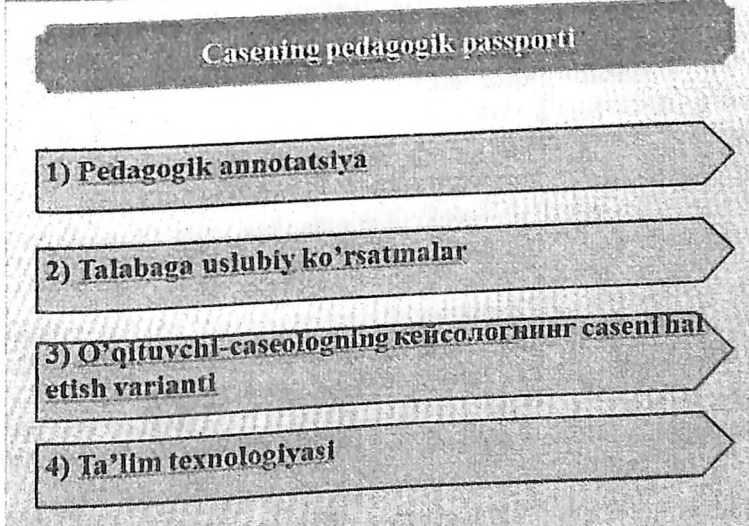 Casening pedagogik passporti
1) Pedagogik annotatsiya
2) Talabaga uslubiy ko’rsatmalar
3) O’qituvchi-caseologning кейсологнинг caseni hal
etish varianti
4) Ta’lim texnologiyasi